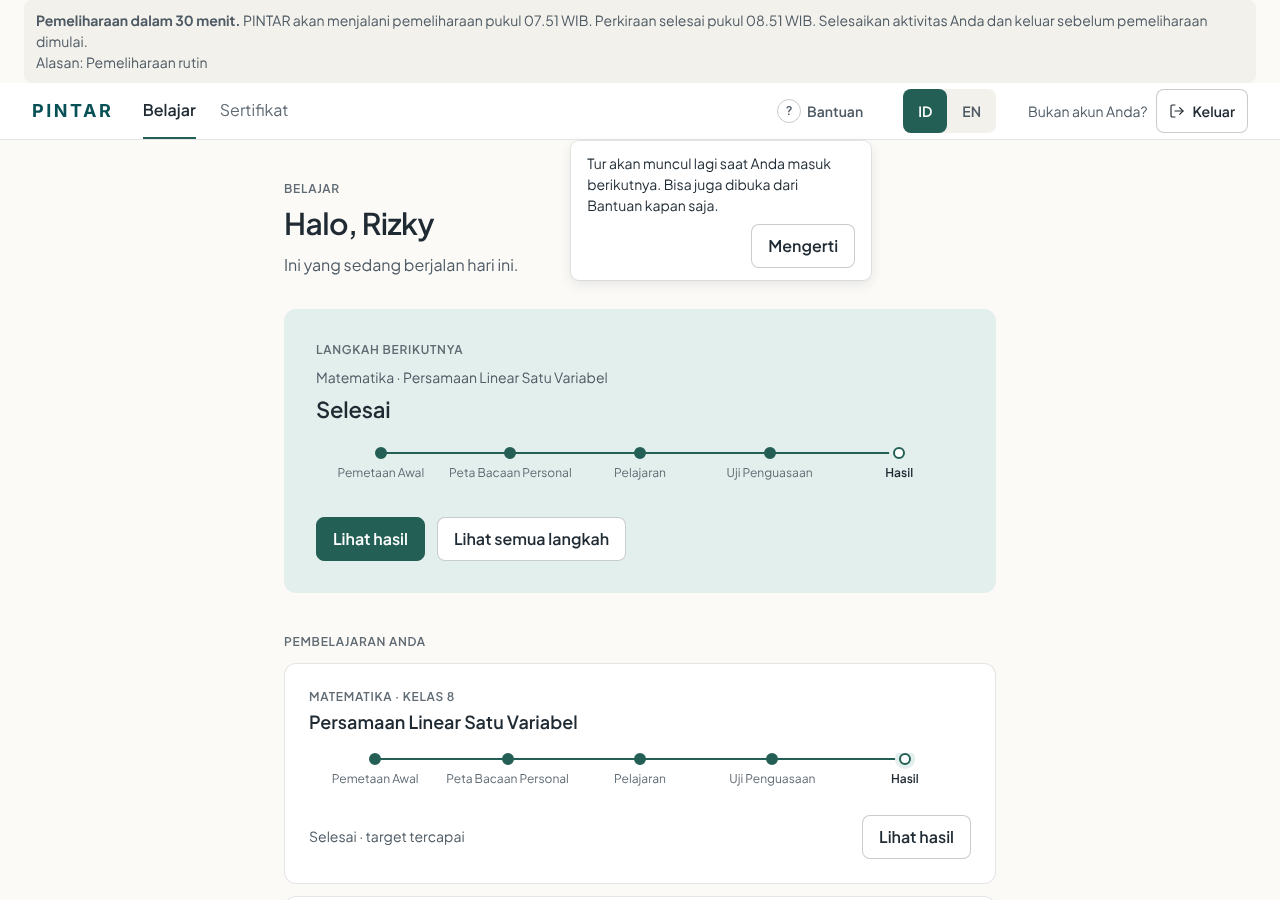 Pemeliharaan dalam 30 menit. PINTAR akan menjalani pemeliharaan pukul 07.51 WIB. Perkiraan selesai pukul 08.51 WIB. Selesaikan aktivitas Anda dan keluar sebelum pemeliharaan
dimulai.
Alasan: Pemeliharaan rutin
PINTAR Belajar Sertifikat ? Bantuan ID EN Bukan akun Anda? Keluar
Tur akan muncul lagi saat Anda masuk
berikutnya. Bisa juga dibuka dari
Bantuan kapan saja.
Mengerti
BELAJAR
Halo, Rizky
Ini yang sedang berjalan hari ini.
LANGKAH BERIKUTNYA
Matematika · Persamaan Linear Satu Variabel
Selesai
Pemetaan Awal Peta Bacaan Personal Pelajaran Uji Penguasaan Hasil
Lihat hasil Lihat semua langkah
PEMBELAJARAN ANDA
MATEMATIKA · KELAS 8
Persamaan Linear Satu Variabel
Pemetaan Awal Peta Bacaan Personal Pelajaran Uji Penguasaan Hasil
Selesai · target tercapai Lihat hasil